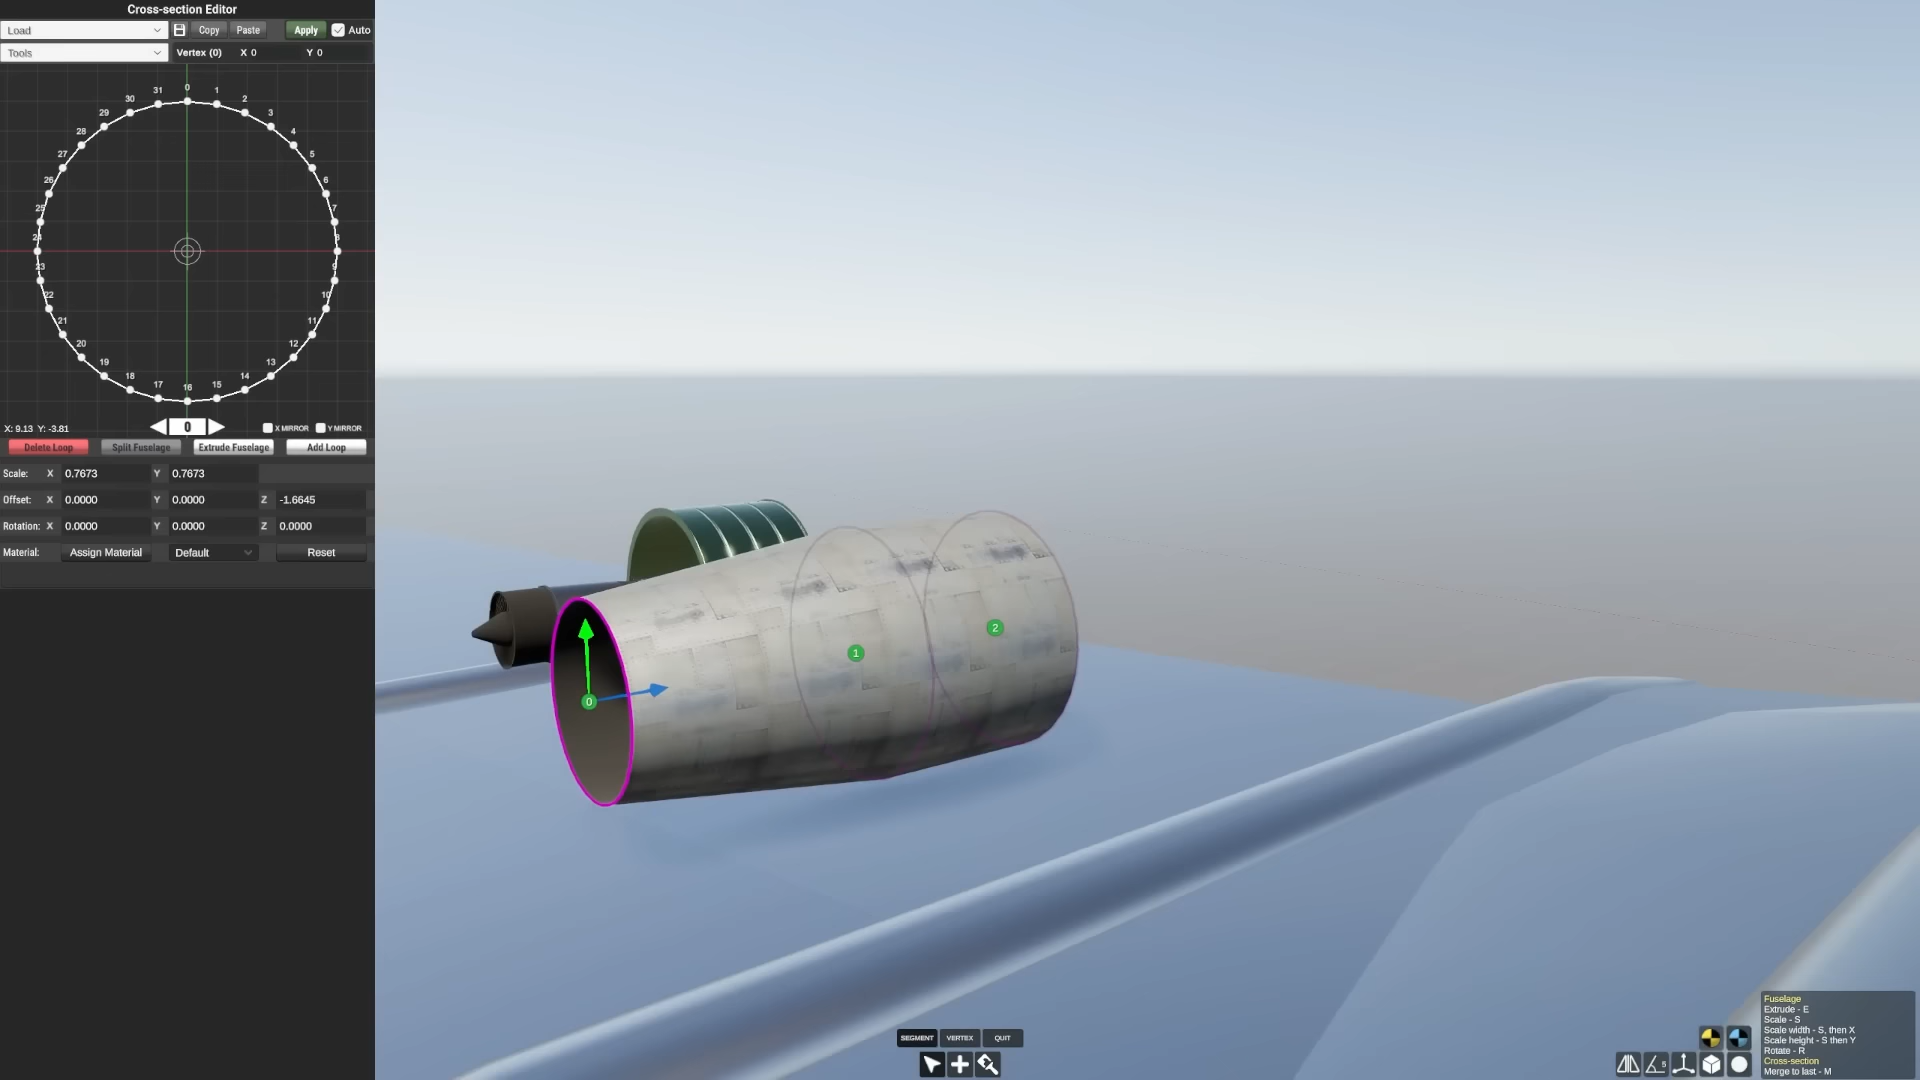 Cross-section Editor
Load Copy Paste Apply Auto
Tools Vertex (0) X 0 Y 0
0
31 1
30 2
29 3
28 4
27 5
26 6
25 7
24 8
23 9
22 10
21 11
20 12
19 13
18 14
17 16 15
X: 9.13 Y: -3.81 0 X MIRROR Y MIRROR
Delete Loop Split Fuselage Extrude Fuselage Add Loop
Scale: X 0.7673 Y 0.7673
Offset: X 0.0000 Y 0.0000 Z -1.6645
Rotation: X 0.0000 Y 0.0000 Z 0.0000
Material: Assign Material Default Reset
2
1
0
SEGMENT VERTEX QUIT
5
Fuselage
Extrude - E
Scale - S
Scale width - S, then X
Scale height - S then Y
Rotate - R
Cross-section
Merge to last - M